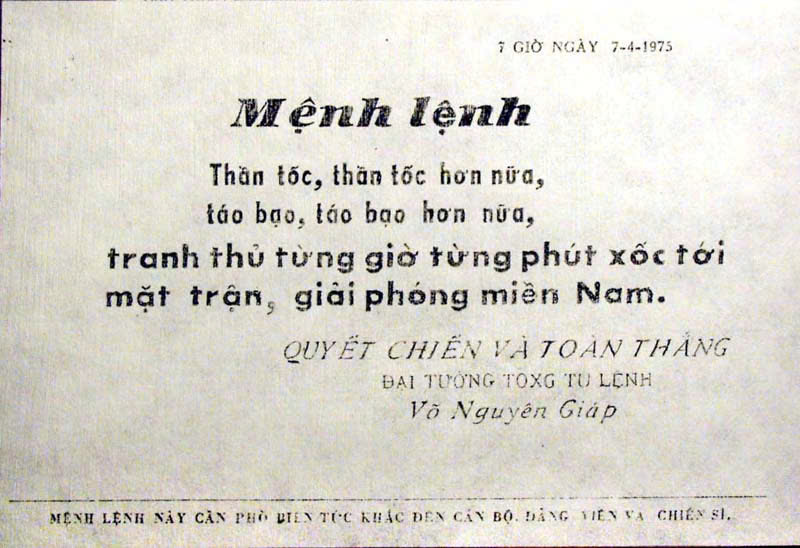 7 GIỜ NGÀY 7-4-1975
Mệnh lệnh
Thần tốc, thần tốc hơn nữa,
táo bạo, táo bạo hơn nữa,
tranh thủ từng giờ từng phút xốc tới
mặt trận, giải phóng miền Nam.
QUYẾT CHIẾN VÀ TOÀN THẮNG
ĐẠI TƯỚNG TỔNG TƯ LỆNH
Võ Nguyên Giáp
MỆNH LỆNH NÀY CẦN PHỔ BIẾN TỨC KHẮC ĐẾN CÁN BỘ, ĐẢNG VIÊN VÀ CHIẾN SĨ.